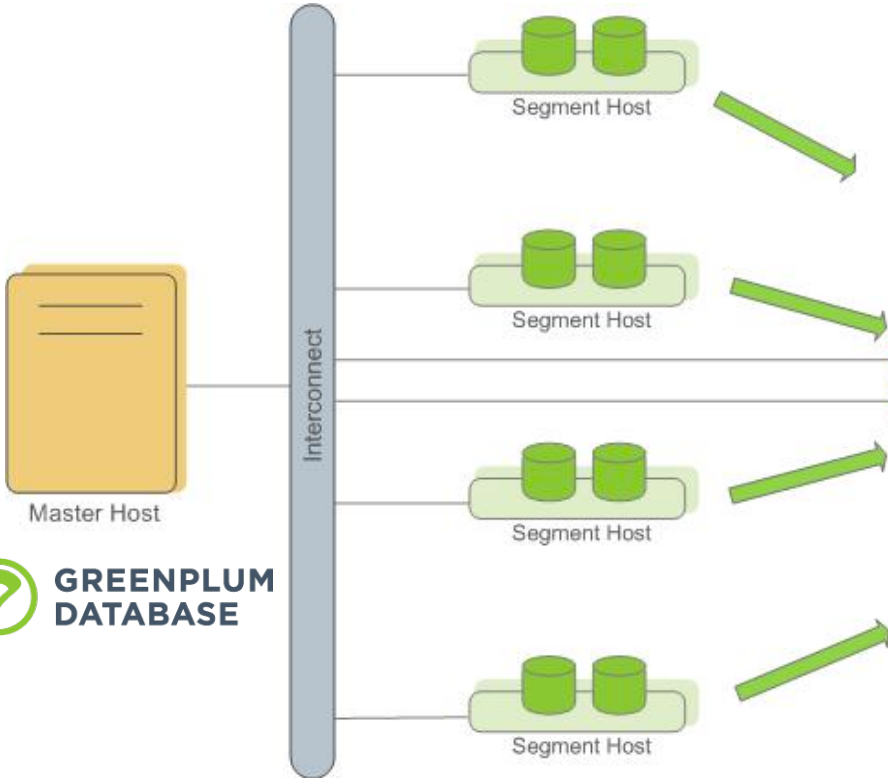 Segment Host
Segment Host
Interconnect
Master Host
Segment Host
GREENPLUM
DATABASE
Segment Host